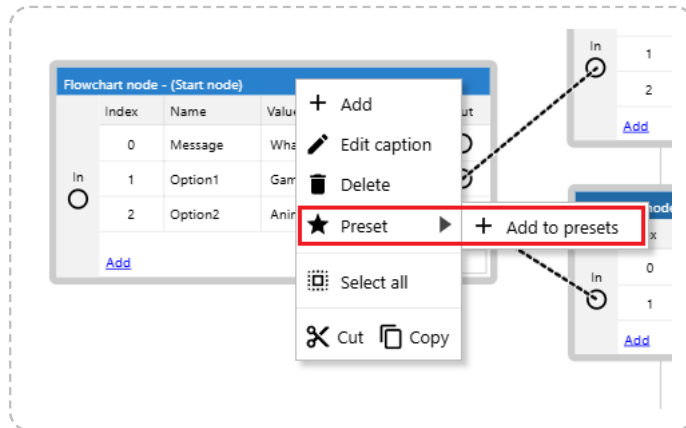 Flowchart node - (Start node)
Index Name
0 Message
In 1 Option1
2 Option2
Add
Add
Edit caption
Delete
Preset
Add to presets
Select all
Cut Copy
In 1
2
Add
0
In
1
Add